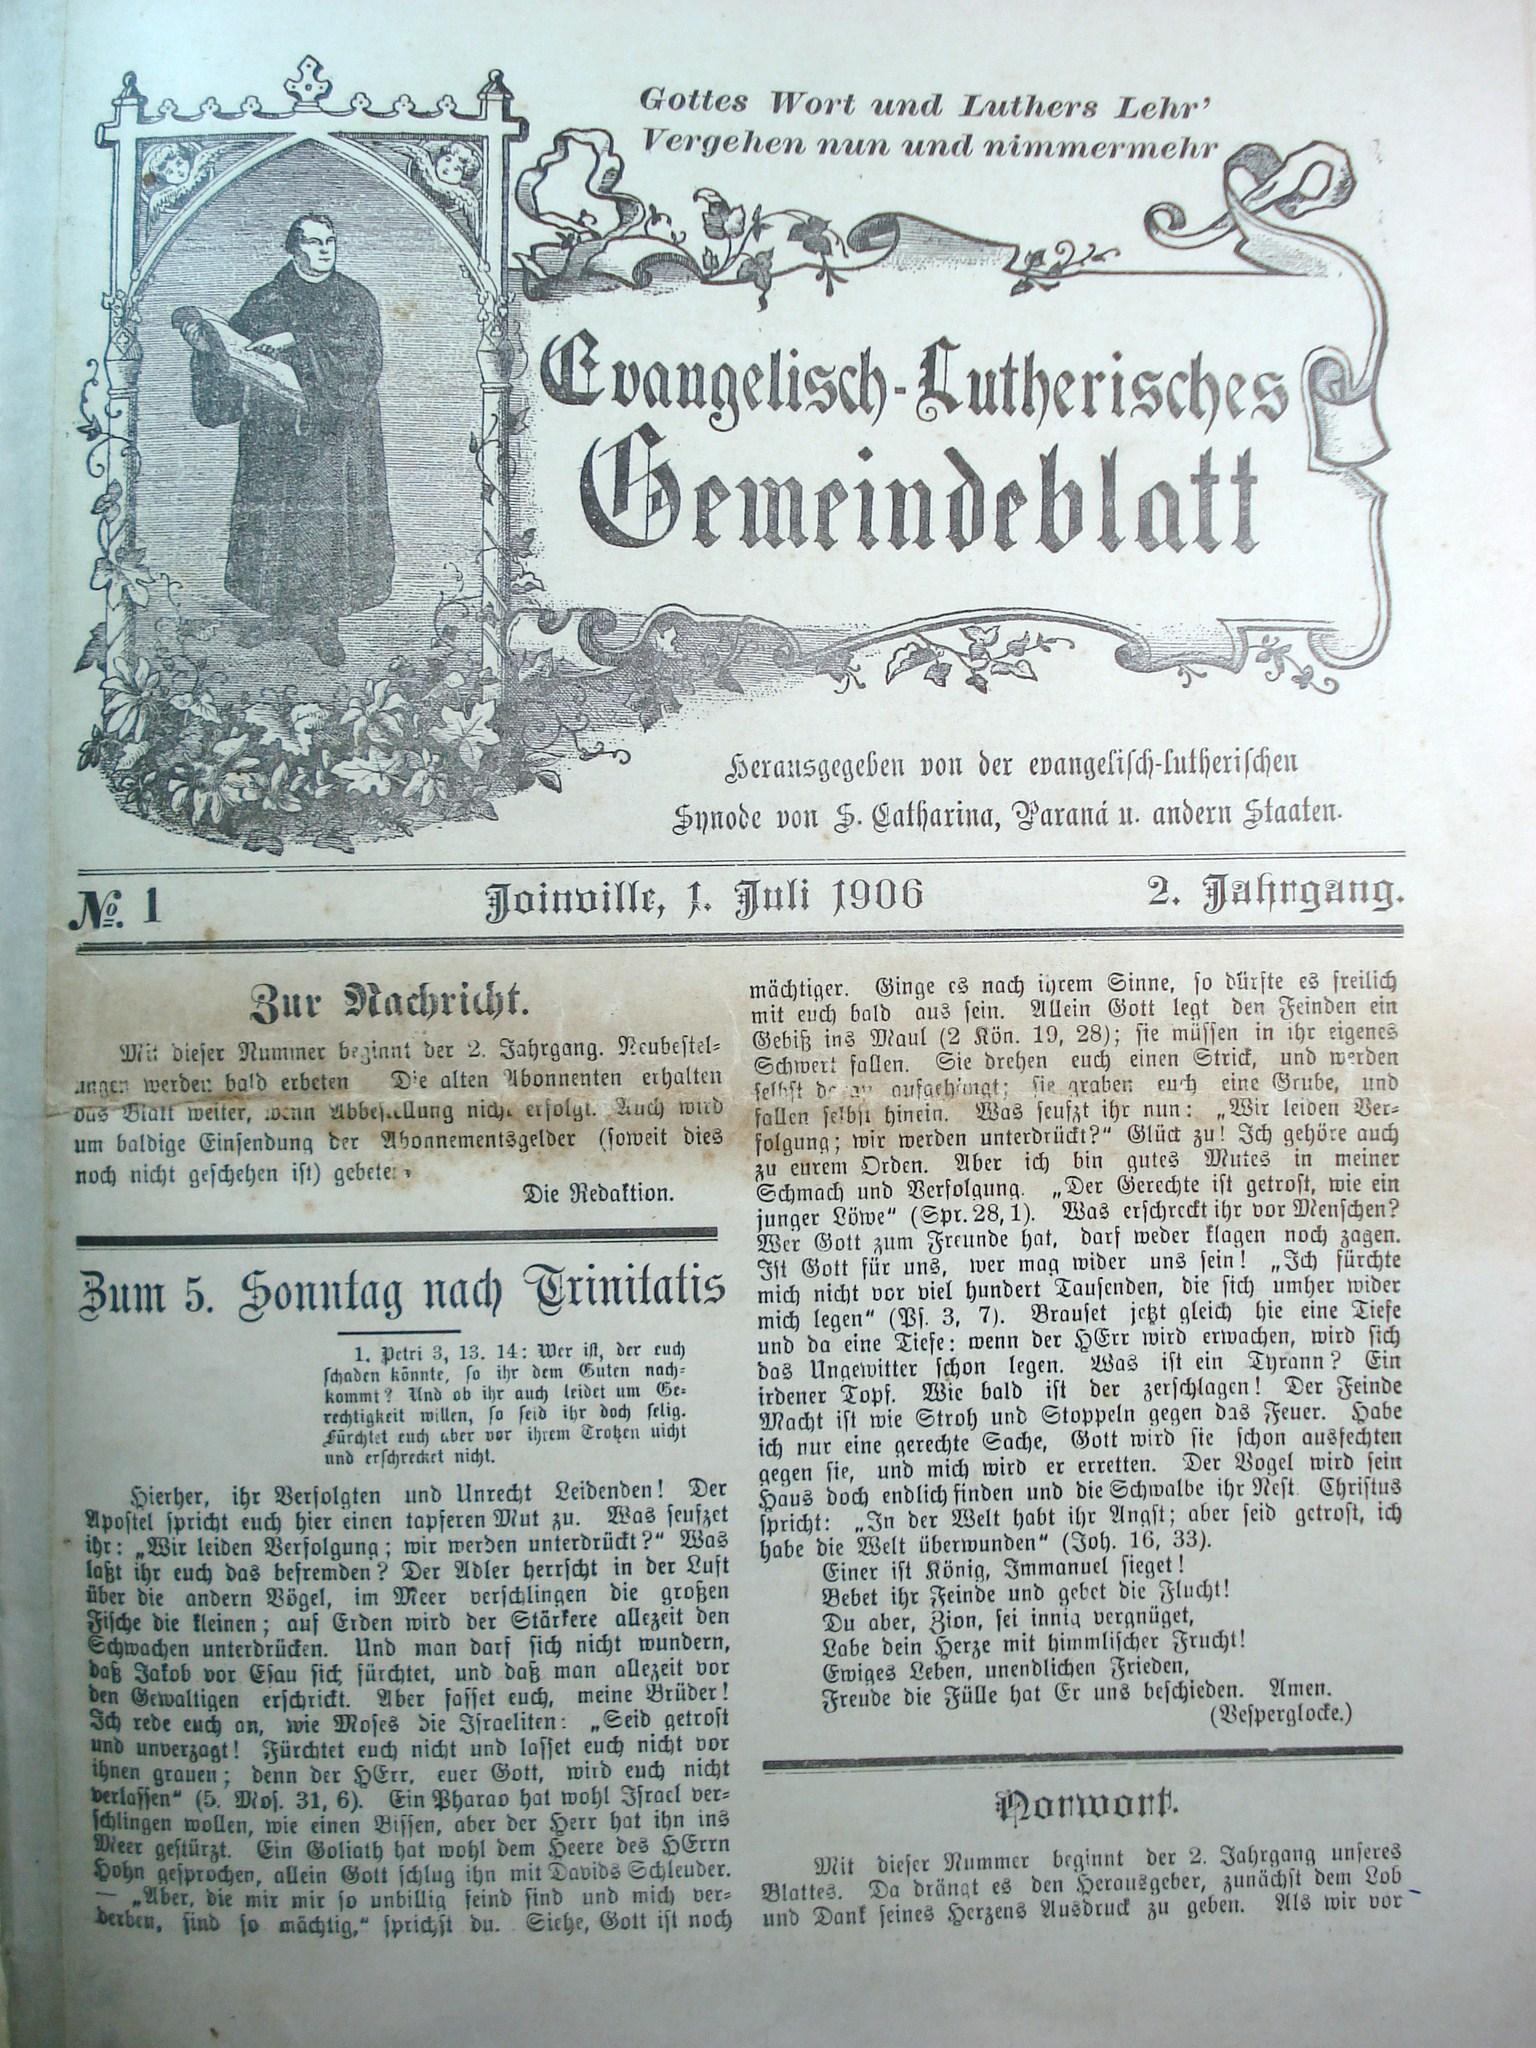 Gottes Wort und Luthers Lehr'
Vergehen nun und nimmermehr
Evangelisch-Lutherisches
Gemeindeblatt
Herausgegeben von der evangelisch-lutherischen
Synode von S. Catharina, Paraná u. andern Staaten.
No. 1 Joinville, 1. Juli 1906 2. Jahrgang.
Zur Nachricht.
Mit dieser Nummer beginnt der 2. Jahrgang. Neubestel-
ungen werden bald erbeten Die alten Abonnenten erhalten
das Blatt weiter, wenn Abbestellung nicht erfolgt. Auch wird
um baldige Einsendung der Abonnementsgelder (soweit dies
noch nicht geschehen ist) gebeten
Die Redaktion.
Zum 5. Sonntag nach Trinitatis
1. Petri 3, 13. 14: Wer ist, der euch
schaden könnte, so ihr dem Guten nach-
kommt? Und ob ihr auch leidet um Ge-
rechtigkeit willen, so seid ihr doch selig.
Fürchtet euch aber vor ihrem Trotzen nicht
und erschrecket nicht.
Hierher, ihr Verfolgten und Unrecht Leidenden! Der
Apostel spricht euch hier einen tapferen Mut zu. Was seufzet
ihr: „Wir leiden Verfolgung; wir werden unterdrückt?“ Was
laßt ihr euch das befremden? Der Adler herrscht in der Luft
über die andern Vögel, im Meer verschlingen die großen
Fische die kleinen; auf Erden wird der Stärkere allezeit den
Schwachen unterdrücken. Und man darf sich nicht wundern,
daß Jakob vor Esau sich fürchtet, und daß man allezeit vor
den Gewaltigen erschrickt. Aber fasset euch, meine Brüder!
Ich rede euch an, wie Moses die Israeliten: „Seid getrost
und unverzagt! Fürchtet euch nicht und lasset euch nicht vor
ihnen grauen; denn der HErr, euer Gott, wird euch nicht
verlassen“ (5. Mos. 31, 6). Ein Pharao hat wohl Israel ver-
schlingen wollen, wie einen Bissen, aber der Herr hat ihn ins
Meer gestürzt. Ein Goliath hat wohl dem Heere des HErrn
Hohn gesprochen, allein Gott schlug ihn mit Davids Schleuder.
— „Aber, die mir mir so unbillig feind sind und mich ver-
derben, sind so mächtig,“ sprichst du. Siehe, Gott ist noch
mächtiger. Ginge es nach ihrem Sinne, so dürfte es freilich
mit euch bald aus sein. Allein Gott legt den Feinden ein
Gebiß ins Maul (2 Kön. 19, 28); sie müssen in ihr eigenes
Schwert fallen. Sie drehen euch einen Strick, und werden
selbst daran aufgehängt; sie graben euch eine Grube, und
fallen selbst hinein. Was seufzt ihr nun: „Wir leiden Ver-
folgung; wir werden unterdrückt?“ Glück zu! Ich gehöre auch
zu eurem Orden. Aber ich bin gutes Mutes in meiner
Schmach und Verfolgung. „Der Gerechte ist getrost, wie ein
junger Löwe“ (Spr. 28, 1). Was erschreckt ihr vor Menschen?
Wer Gott zum Freunde hat, darf weder klagen noch zagen.
Ist Gott für uns, wer mag wider uns sein! „Ich fürchte
mich nicht vor viel hundert Tausenden, die sich umher wider
mich legen“ (Ps. 3, 7). Brauset jetzt gleich hie eine Tiefe
und da eine Tiefe: wenn der HErr wird erwachen, wird sich
das Ungewitter schon legen. Was ist ein Tyrann? Ein
irdener Topf. Wie bald ist der zerschlagen! Der Feinde
Macht ist wie Stroh und Stoppeln gegen das Feuer. Habe
ich nur eine gerechte Sache, Gott wird sie schon ausfechten
gegen sie, und mich wird er erretten. Der Vogel wird sein
Haus doch endlich finden und die Schwalbe ihr Nest. Christus
spricht: „In der Welt habt ihr Angst; aber seid getrost, ich
habe die Welt überwunden“ (Joh. 16, 33).
Einer ist König, Immanuel sieget!
Bebet ihr Feinde und gebet die Flucht!
Du aber, Zion, sei innig vergnüget,
Labe dein Herze mit himmlischer Frucht!
Ewiges Leben, unendlichen Frieden,
Freude die Fülle hat Er uns beschieden. Amen.
(Vesperglocke.)
Vorwort.
Mit dieser Nummer beginnt der 2. Jahrgang unseres
Blattes. Da drängt es den Herausgeber, zunächst dem Lob
und Dank seines Herzens Ausdruck zu geben. Als wir vor